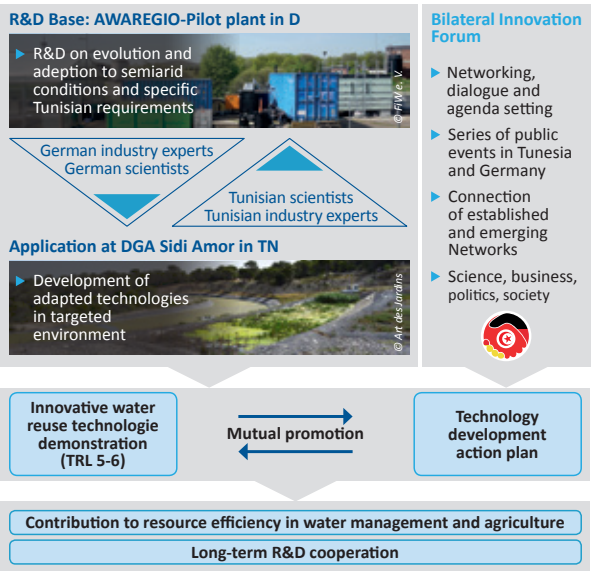 R&D Base: AWAREGIO-Pilot plant in D
R&D on evolution and
adeption to semiarid
conditions and specific
Tunisian requirements
© FiW e. V.
German industry experts
German scientists
Tunisian scientists
Tunisian industry experts
Application at DGA Sidi Amor in TN
Development of
adapted technologies
in targeted
environment
© Art des Jardins
Bilateral Innovation
Forum
Networking,
dialogue and
agenda setting
Series of public
events in Tunesia
and Germany
Connection
of established
and emerging
Networks
Science, business,
politics, society
Innovative water
reuse technologie
demonstration
(TRL 5-6)
Mutual promotion
Technology
development
action plan
Contribution to resource efficiency in water management and agriculture
Long-term R&D cooperation